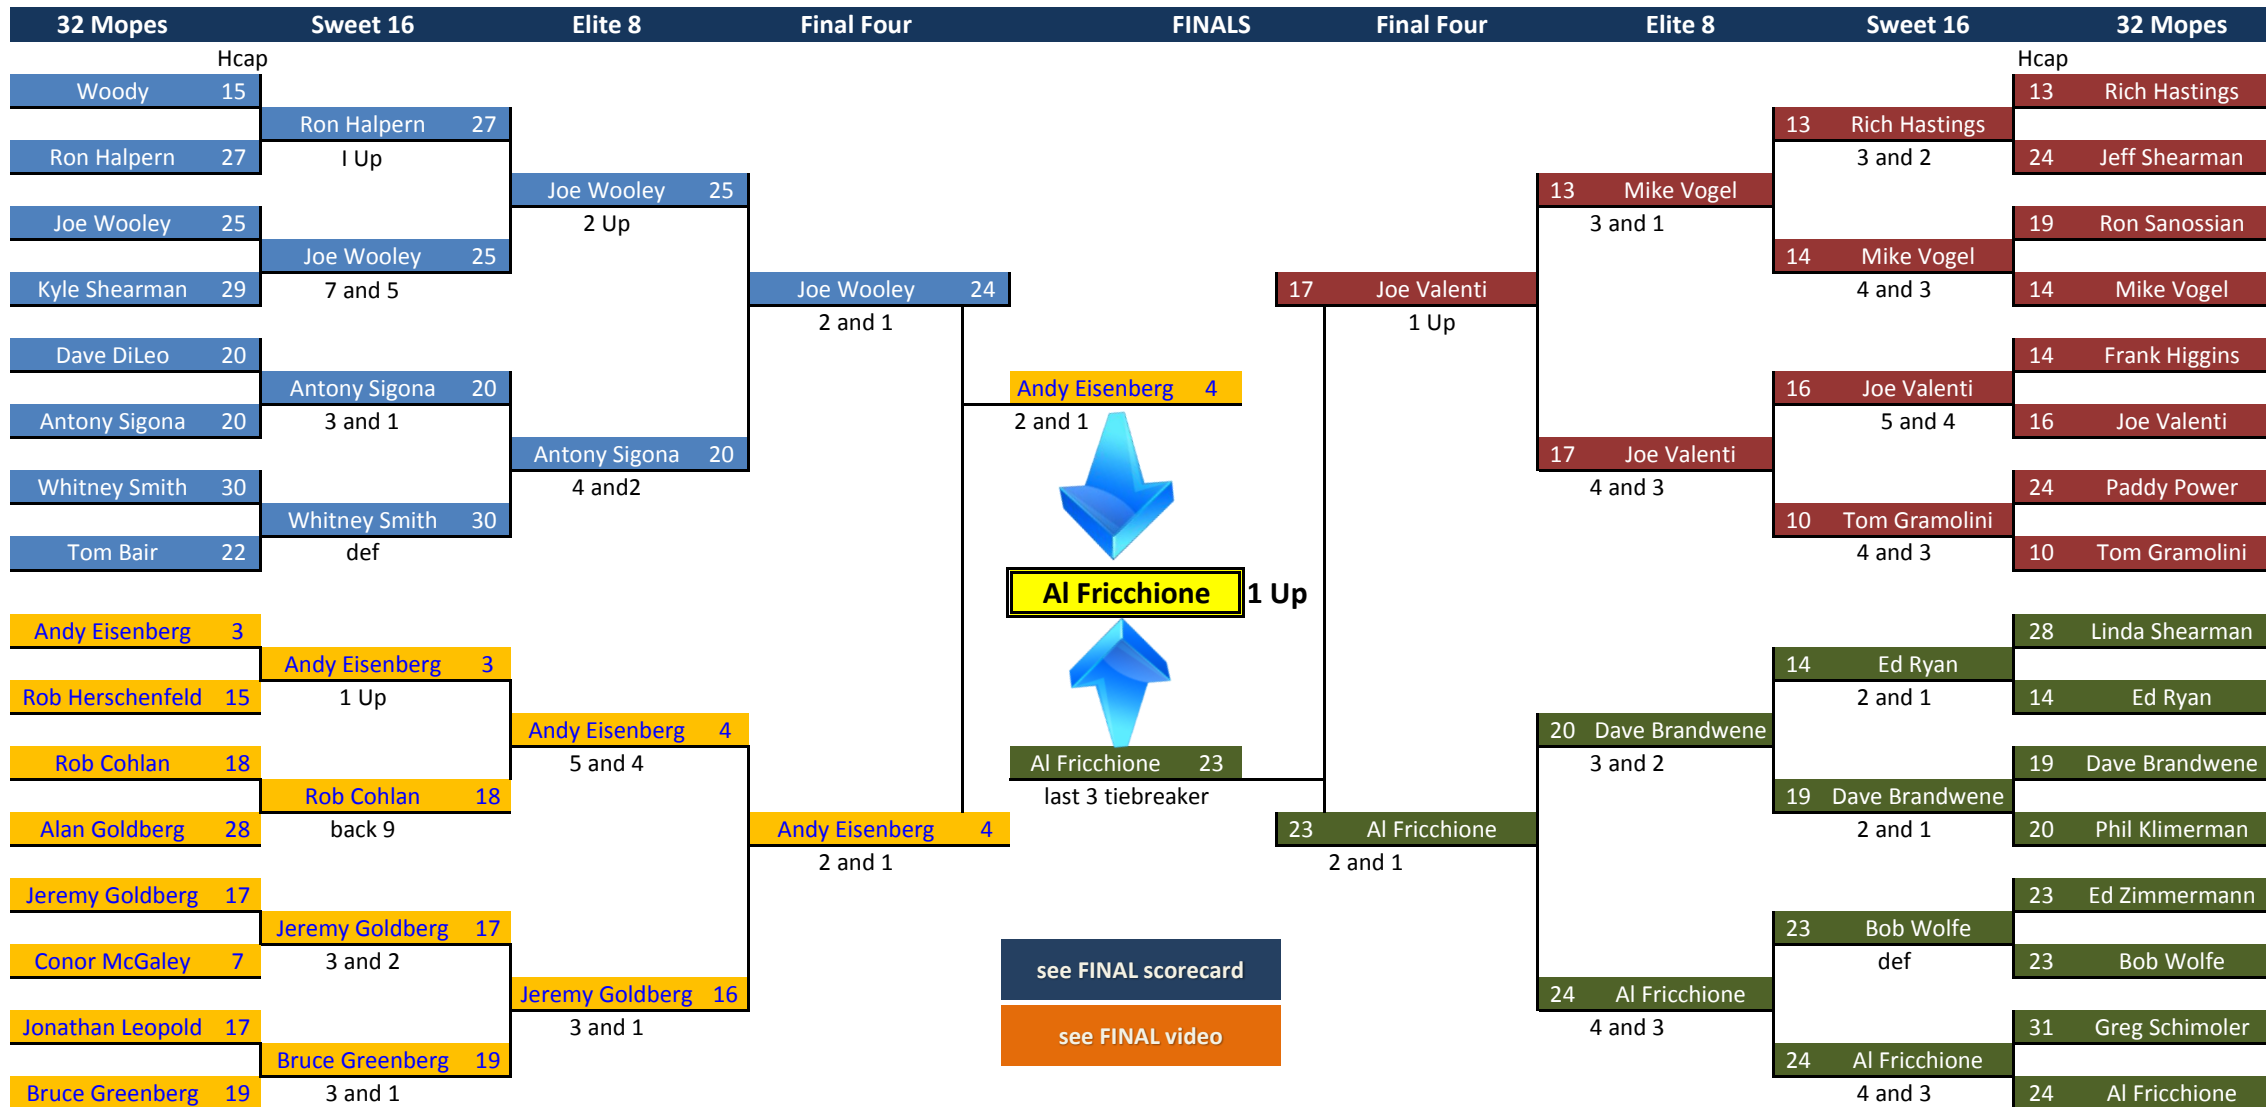 32 Mopes Sweet 16 Elite 8 Final Four FINALS Final Four Elite 8 Sweet 16 32 Mopes
Hcap Hcap
Woody 15 13 Rich Hastings
Ron Halpern 27 13 Rich Hastings
Ron Halpern 27 I Up 3 and 2 24 Jeff Shearman
Joe Wooley 25 13 Mike Vogel
Joe Wooley 25 2 Up 3 and 1 19 Ron Sanossian
Joe Wooley 25 14 Mike Vogel
Kyle Shearman 29 7 and 5 Joe Wooley 24 17 Joe Valenti 4 and 3 14 Mike Vogel
2 and 1 1 Up
Dave DiLeo 20 14 Frank Higgins
Antony Sigona 20 Andy Eisenberg 4 16 Joe Valenti
Antony Sigona 20 3 and 1 2 and 1 5 and 4 16 Joe Valenti
Antony Sigona 20 17 Joe Valenti
Whitney Smith 30 4 and2 4 and 3 24 Paddy Power
Whitney Smith 30 10 Tom Gramolini
Tom Bair 22 def 4 and 3 10 Tom Gramolini
Al Fricchione 1 Up
Andy Eisenberg 3 28 Linda Shearman
Andy Eisenberg 3 14 Ed Ryan
Rob Herschenfeld 15 1 Up 2 and 1 14 Ed Ryan
Andy Eisenberg 4 20 Dave Brandwene
Rob Cohlan 18 5 and 4 Al Fricchione 23 3 and 2 19 Dave Brandwene
Rob Cohlan 18 last 3 tiebreaker 19 Dave Brandwene
Alan Goldberg 28 back 9 Andy Eisenberg 4 23 Al Fricchione 2 and 1 20 Phil Klimerman
2 and 1 2 and 1
Jeremy Goldberg 17 23 Ed Zimmermann
Jeremy Goldberg 17 23 Bob Wolfe
Conor McGaley 7 3 and 2 see FINAL scorecard def 23 Bob Wolfe
Jeremy Goldberg 16 24 Al Fricchione
Jonathan Leopold 17 3 and 1 see FINAL video 4 and 3 31 Greg Schimoler
Bruce Greenberg 19 24 Al Fricchione
Bruce Greenberg 19 3 and 1 4 and 3 24 Al Fricchione